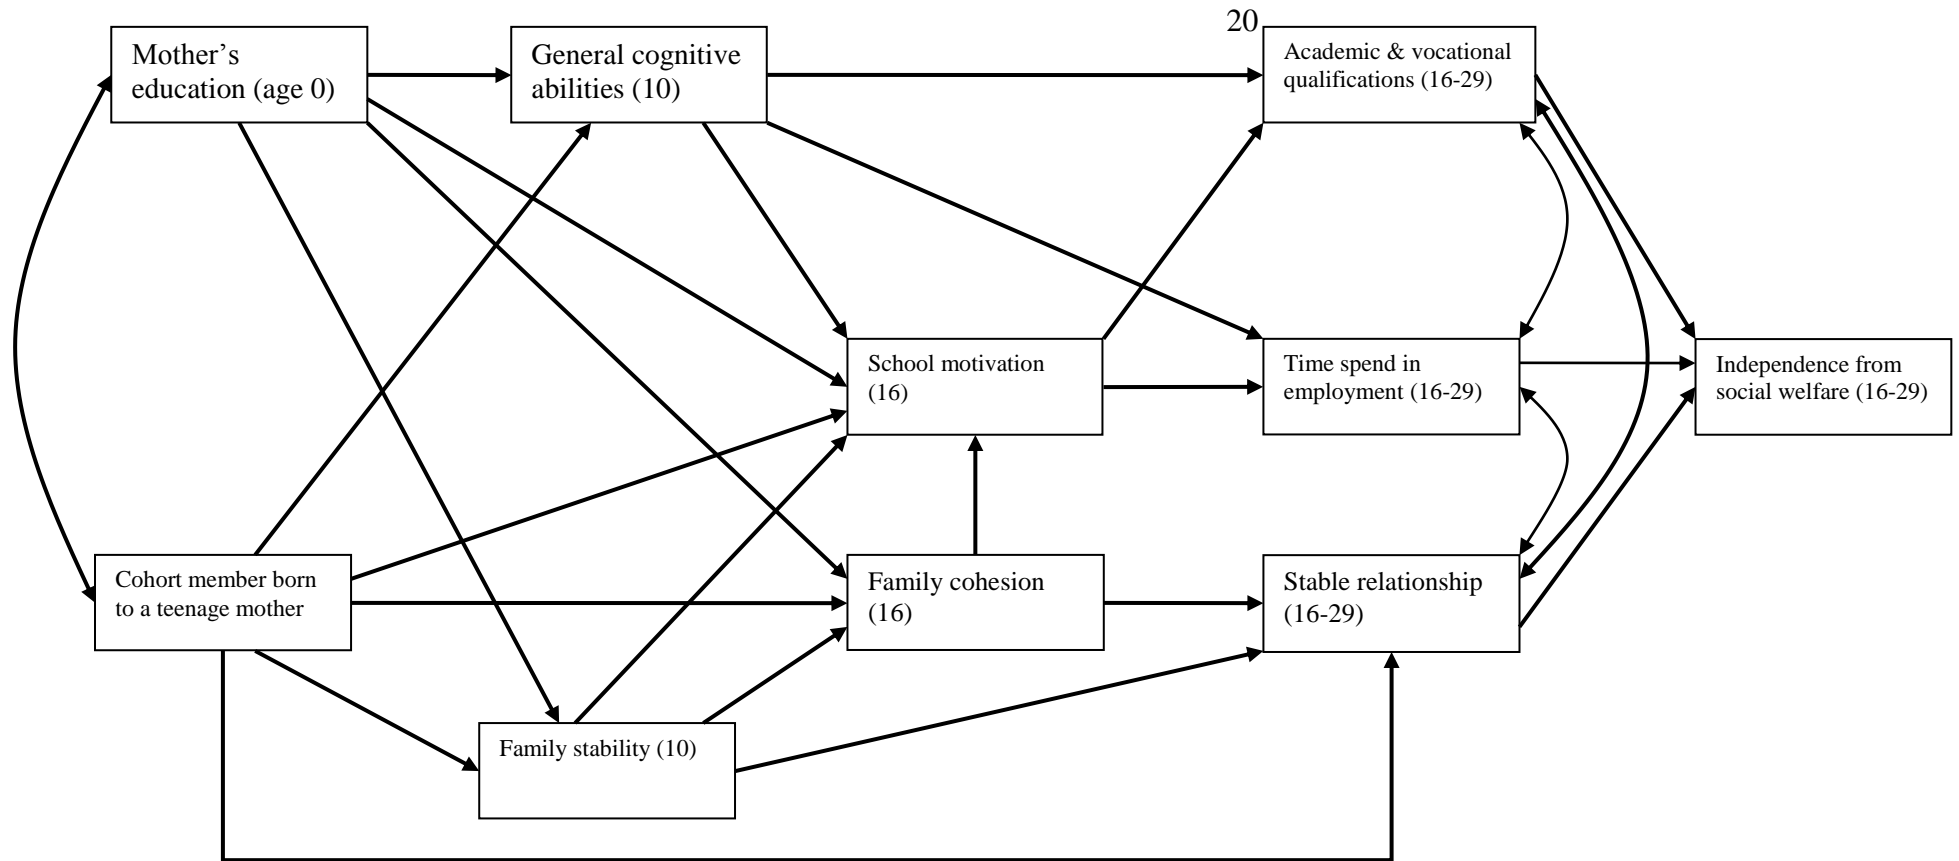 20
Mother’s
education (age 0)
General cognitive
abilities (10)
Academic & vocational
qualifications (16-29)
School motivation
(16)
Time spend in
employment (16-29)
Independence from
social welfare (16-29)
Cohort member born
to a teenage mother
Family cohesion
(16)
Stable relationship
(16-29)
Family stability (10)